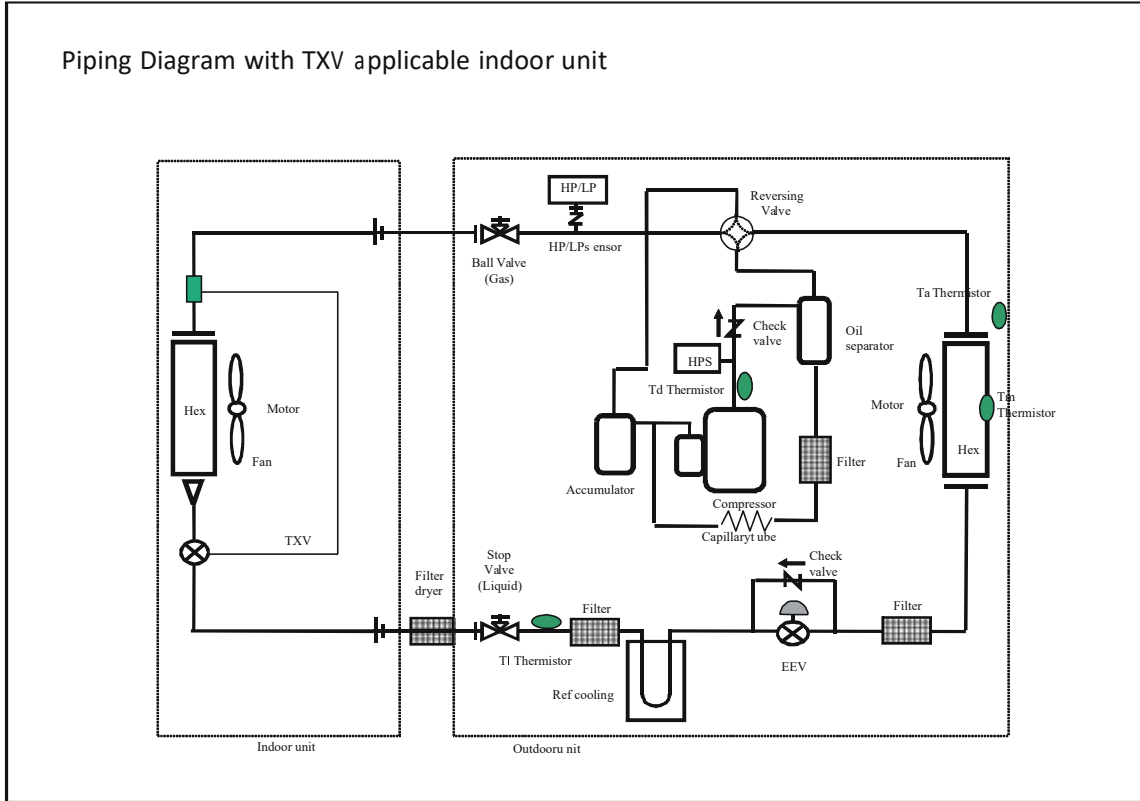 Piping Diagram with TXV applicable indoor unit
HP/LP
Reversing
Valve
HP/LPs ensor
Ball Valve
(Gas)
Ta Thermistor
Check
valve
Oil
separator
HPS
Td Thermistor
Hex
Motor
Fan
Motor
Tm
Thermistor
Fan
Hex
Filter
Accumulator
Compressor
Capillaryt ube
TXV
Stop
Valve
(Liquid)
Filter
dryer
Check
valve
Filter
Filter
Tl Thermistor
EEV
Ref cooling
Indoor unit
Outdooru nit